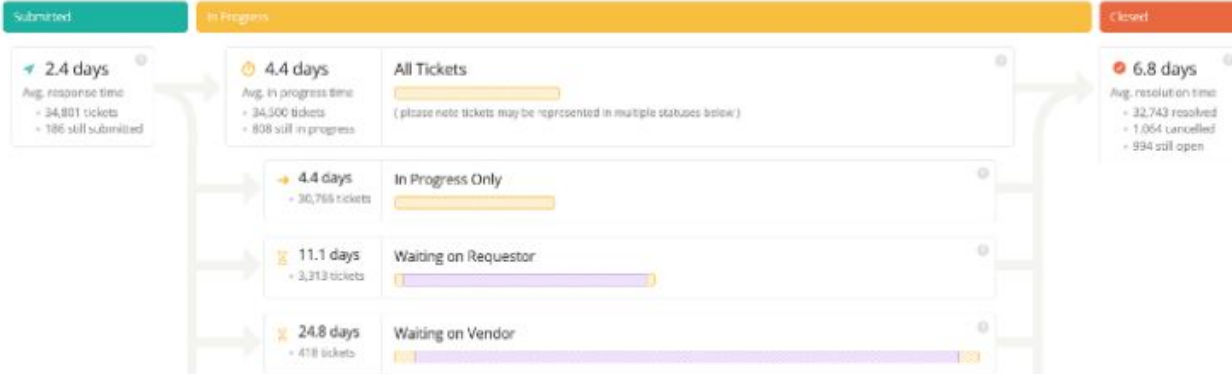 Submitted
In Progress
Closed
2.4 days
Avg. response time
34,801 tickets
186 still submitted
4.4 days
Avg. in progress time
34,500 tickets
808 still in progress
All Tickets
( please note tickets may be represented in multiple statuses below )
6.8 days
Avg. resolution time
32,743 resolved
1,064 cancelled
994 still open
4.4 days
30,766 tickets
In Progress Only
11.1 days
3,313 tickets
Waiting on Requestor
24.8 days
418 tickets
Waiting on Vendor